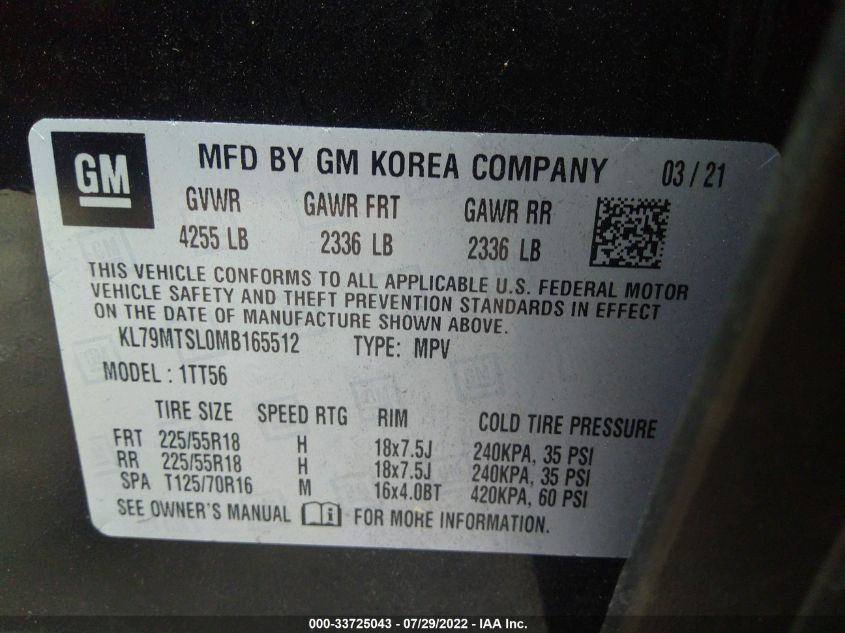 GM MFD BY GM KOREA COMPANY 03 / 21
GVWR GAWR FRT GAWR RR
4255 LB 2336 LB 2336 LB
THIS VEHICLE CONFORMS TO ALL APPLICABLE U.S. FEDERAL MOTOR
VEHICLE SAFETY AND THEFT PREVENTION STANDARDS IN EFFECT
ON THE DATE OF MANUFACTURE SHOWN ABOVE.
KL79MTSL0MB165512 TYPE: MPV
MODEL : 1TT56
TIRE SIZE SPEED RTG RIM COLD TIRE PRESSURE
FRT 225/55R18 H 18x7.5J 240KPA, 35 PSI
RR 225/55R18 H 18x7.5J 240KPA, 35 PSI
SPA T125/70R16 M 16x4.0BT 420KPA, 60 PSI
SEE OWNER'S MANUAL i FOR MORE INFORMATION.
000-33725043 - 07/29/2022 - IAA Inc.